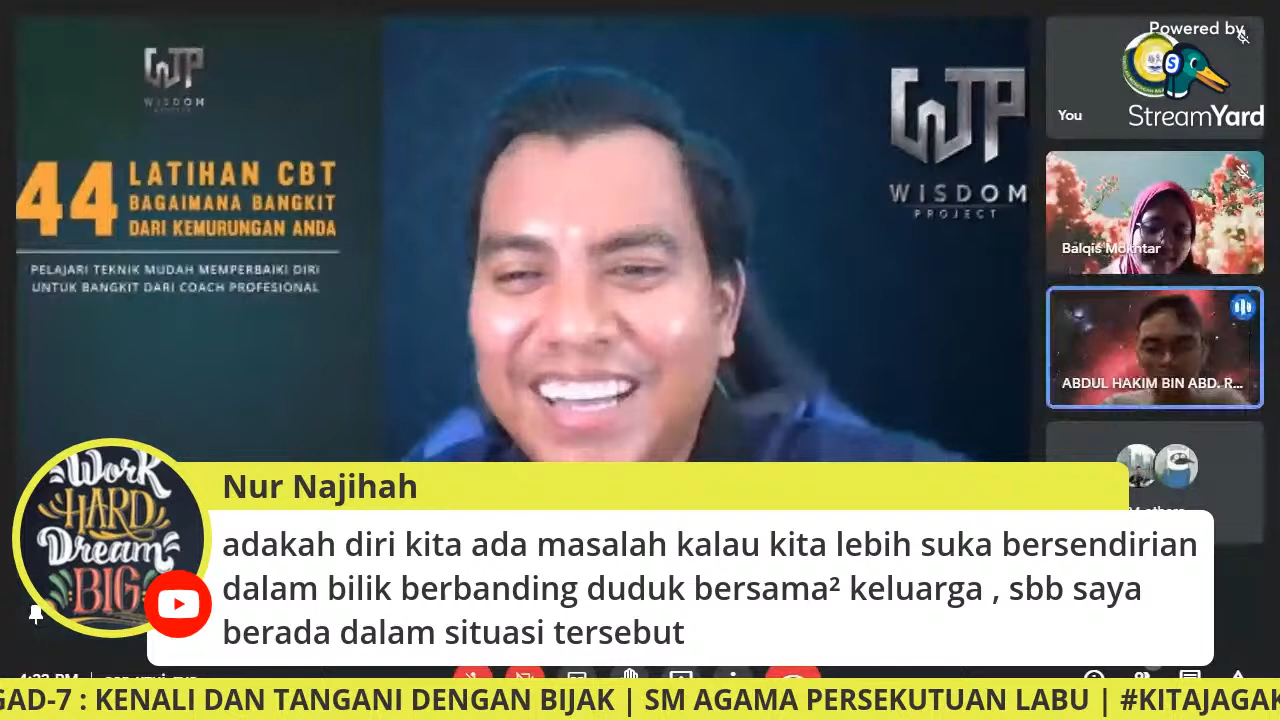 WISDOM
44
LATIHAN CBT
BAGAIMANA BANGKIT
DARI KEMURUNGAN ANDA
PELAJARI TEKNIK MUDAH MEMPERBAIKI DIRI
UNTUK BANGKIT DARI COACH PROFESIONAL
WJP
WISDOM
PROJECT
Powered by
StreamYard
You
Balqis Mokhtar
ABDUL HAKIM BIN ABD. R...
Work
HARD
Dream
BIG
Nur Najihah
adakah diri kita ada masalah kalau kita lebih suka bersendirian
dalam bilik berbanding duduk bersama² keluarga , sbb saya
berada dalam situasi tersebut
GAD-7 : KENALI DAN TANGANI DENGAN BIJAK | SM AGAMA PERSEKUTUAN LABU | #KITAJAGAK